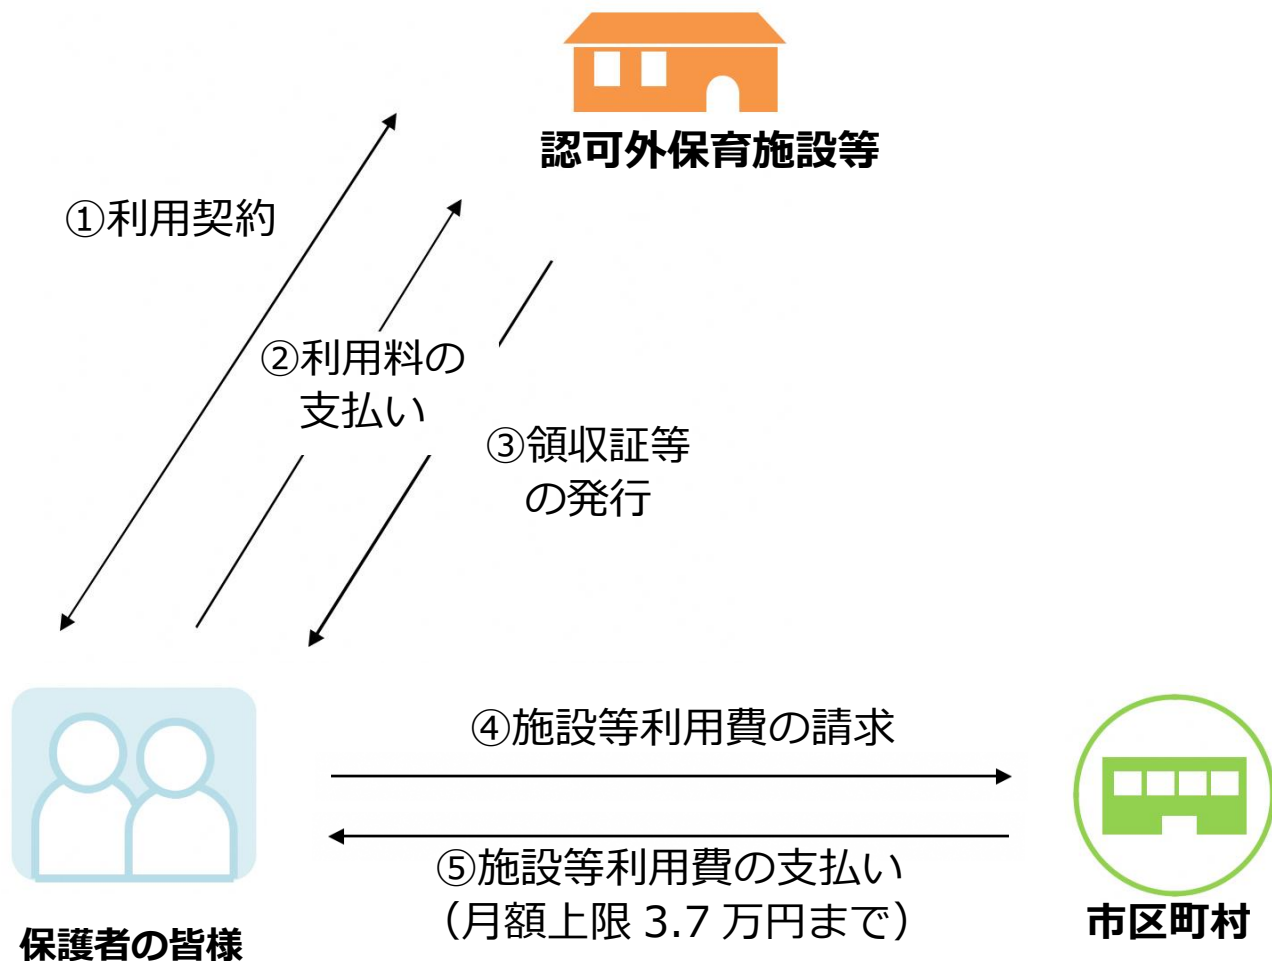 認可外保育施設等
①利用契約
②利用料の
支払い
③領収証等
の発行
④施設等利用費の請求
⑤施設等利用費の支払い
（月額上限 3.7 万円まで）
保護者の皆様
市区町村